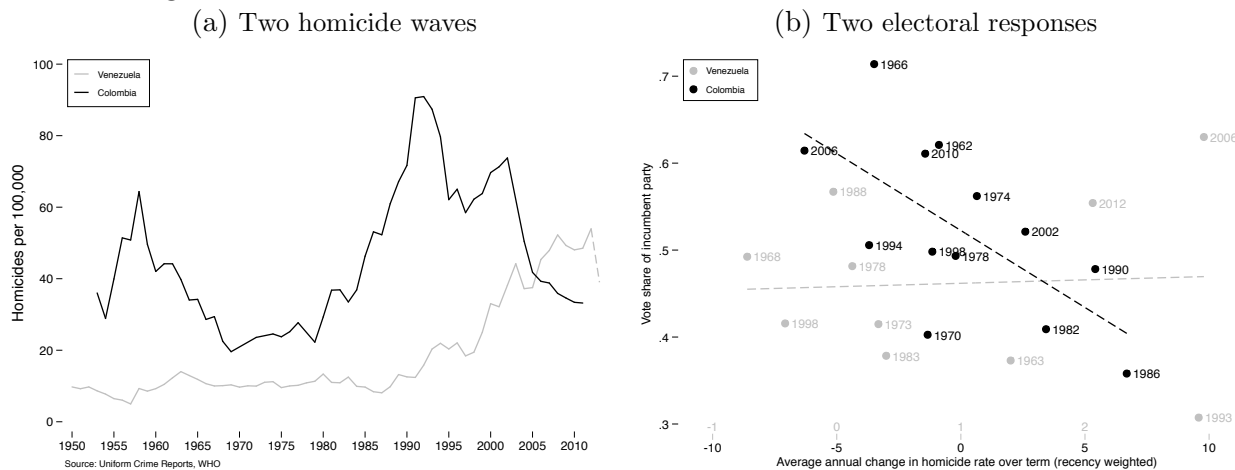 (a) Two homicide waves
(b) Two electoral responses
Homicides per 100,000
100
80
60
40
20
0
Venezuela
Colombia
1950 1955 1960 1965 1970 1975 1980 1985 1990 1995 2000 2005 2010
Source: Uniform Crime Reports, WHO
Vote share of incumbent party
.7
.6
.5
.4
.3
Venezuela
Colombia
1966
2006
1962
2010
2006
1988
1974
2012
2002
1994
1998
1978
1968
1978
1990
1998
1973
1970
1982
1983
1963
1986
1993
-1 0 1 2
-10 -5 0 5 10
Average annual change in homicide rate over term (recency weighted)